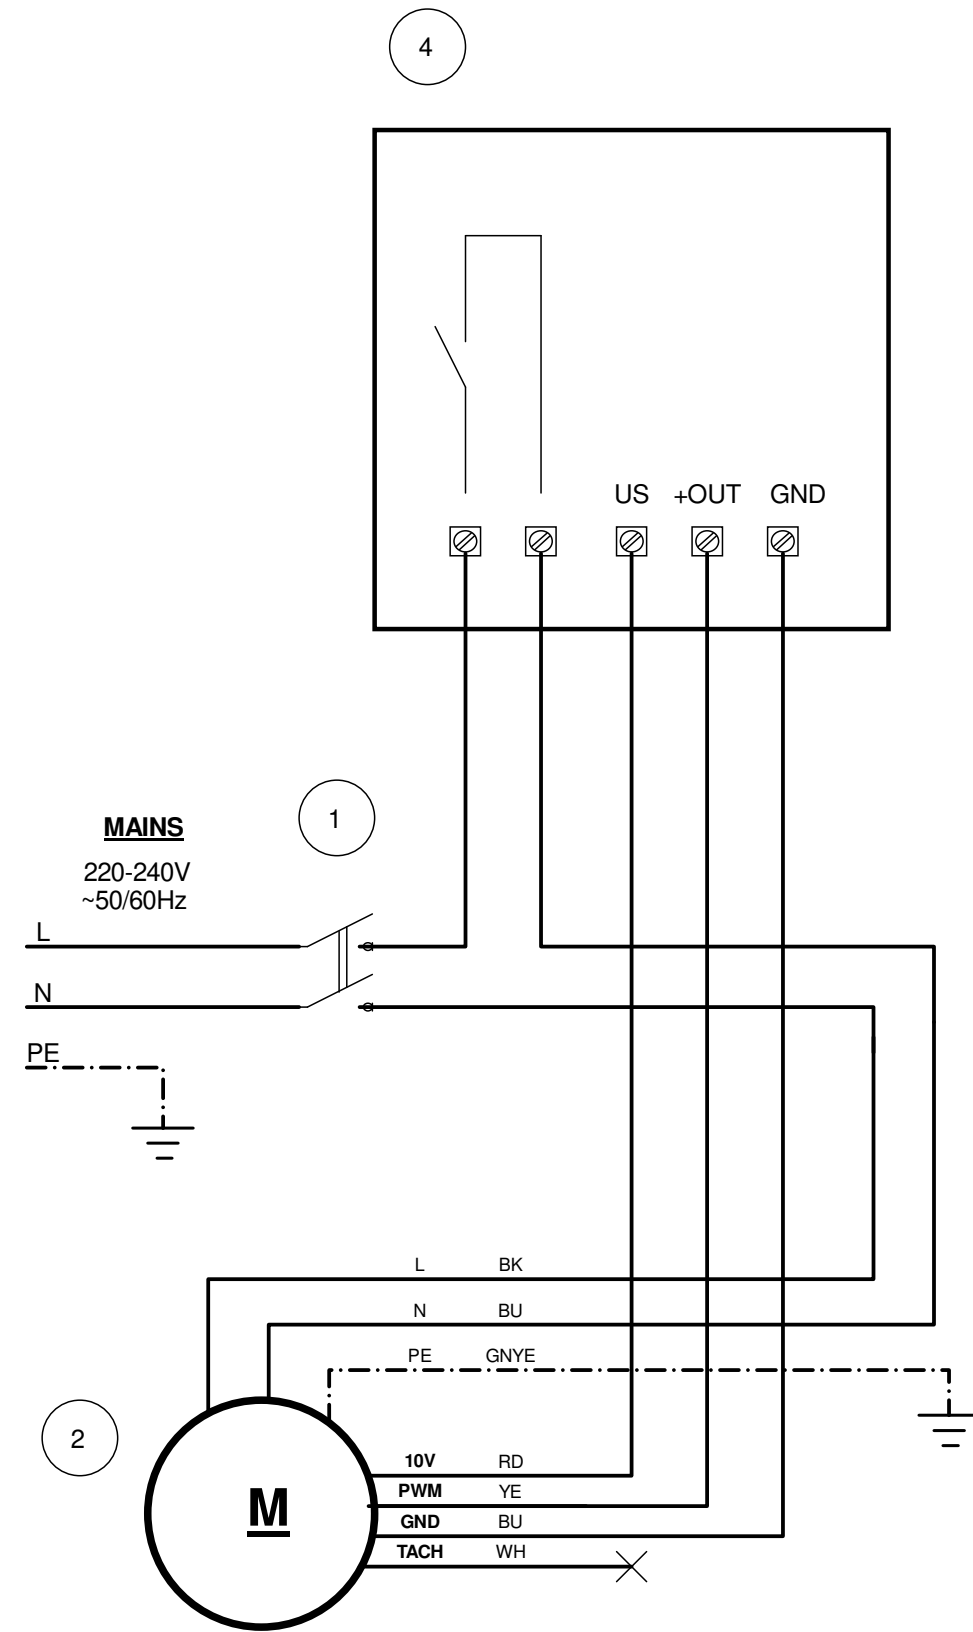 4
US +OUT GND
1
MAINS
220-240V
~50/60Hz
L
N
PE
L BK
N BU
PE GNYE
2
M
10V RD
PWM YE
GND BU
TACH WH